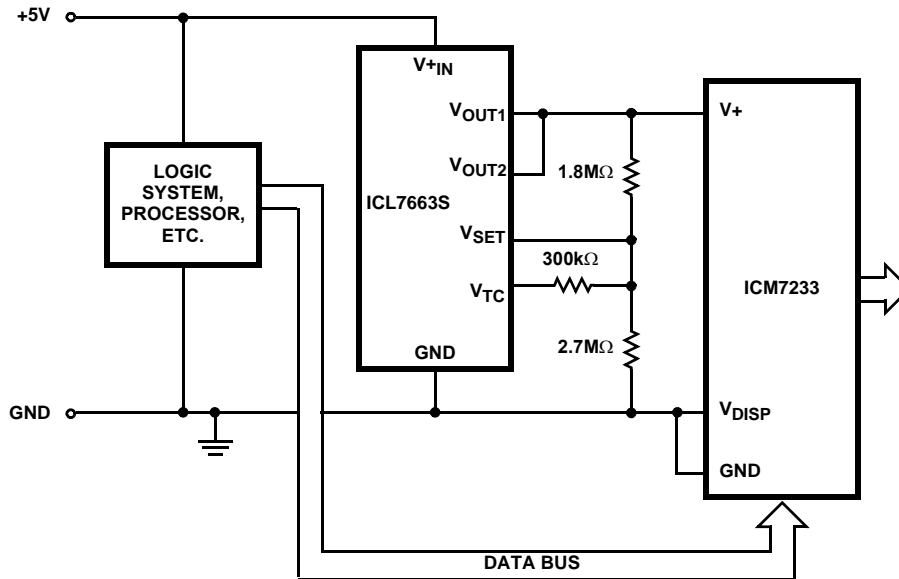 +5V
V+IN
VOUT1
V+
LOGIC
SYSTEM,
PROCESSOR,
ETC.
VOUT2
1.8MΩ
ICL7663S
VSET
300kΩ
ICM7233
VTC
2.7MΩ
GND
GND
VDISP
GND
DATA BUS